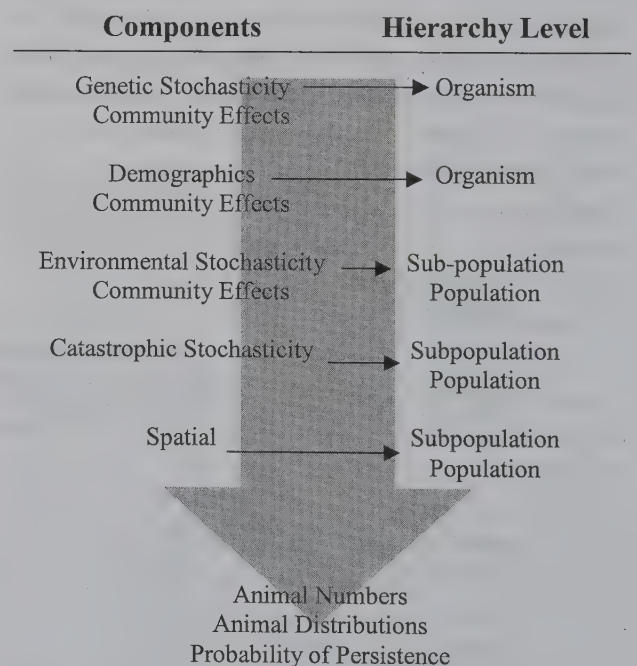 Components Hierarchy Level
Genetic Stochasticity Organism
Community Effects
Demographics Organism
Community Effects
Environmental Stochasticity Sub-population
Community Effects Population
Catastrophic Stochasticity Subpopulation
Population
Spatial Subpopulation
Population
Animal Numbers
Animal Distributions
Probability of Persistence